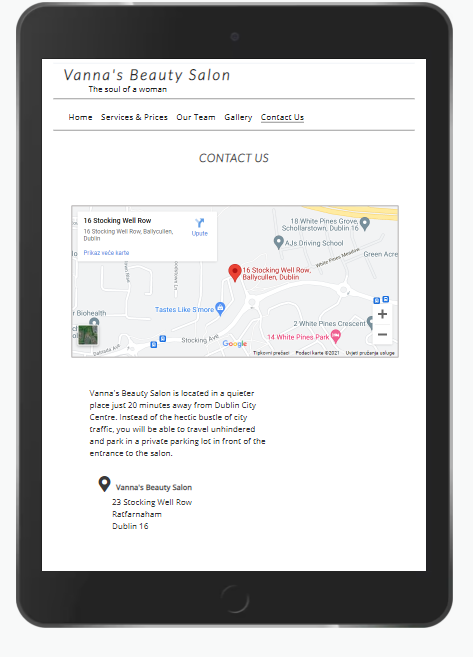 Vanna's Beauty Salon
The soul of a woman
Home Services & Prices Our Team Gallery Contact Us
CONTACT US
16 Stocking Well Row
16 Stocking Well Row, Ballycullen,
Dublin
Upute
Prikaz veće karte
18 White Pines Grove,
Scholarstown, Dublin 16
AJs Driving School
White Pines Meadow
Green Acre
16 Stocking Well Row,
Ballycullen, Dublin
Tastes Like S'more
r Biohealth
2 White Pines Crescent
14 White Pines Park
Stocking Ave
Google
+
−
Tipkovni prečaci Podaci karte ©2021 Uvjeti pružanja usluge
Vanna's Beauty Salon is located in a quieter
place just 20 minutes away from Dublin City
Centre. Instead of the hectic bustle of city
traffic, you will be able to travel unhindered
and park in a private parking lot in front of the
entrance to the salon.
Vanna's Beauty Salon
23 Stocking Well Row
Ratfarnaham
Dublin 16